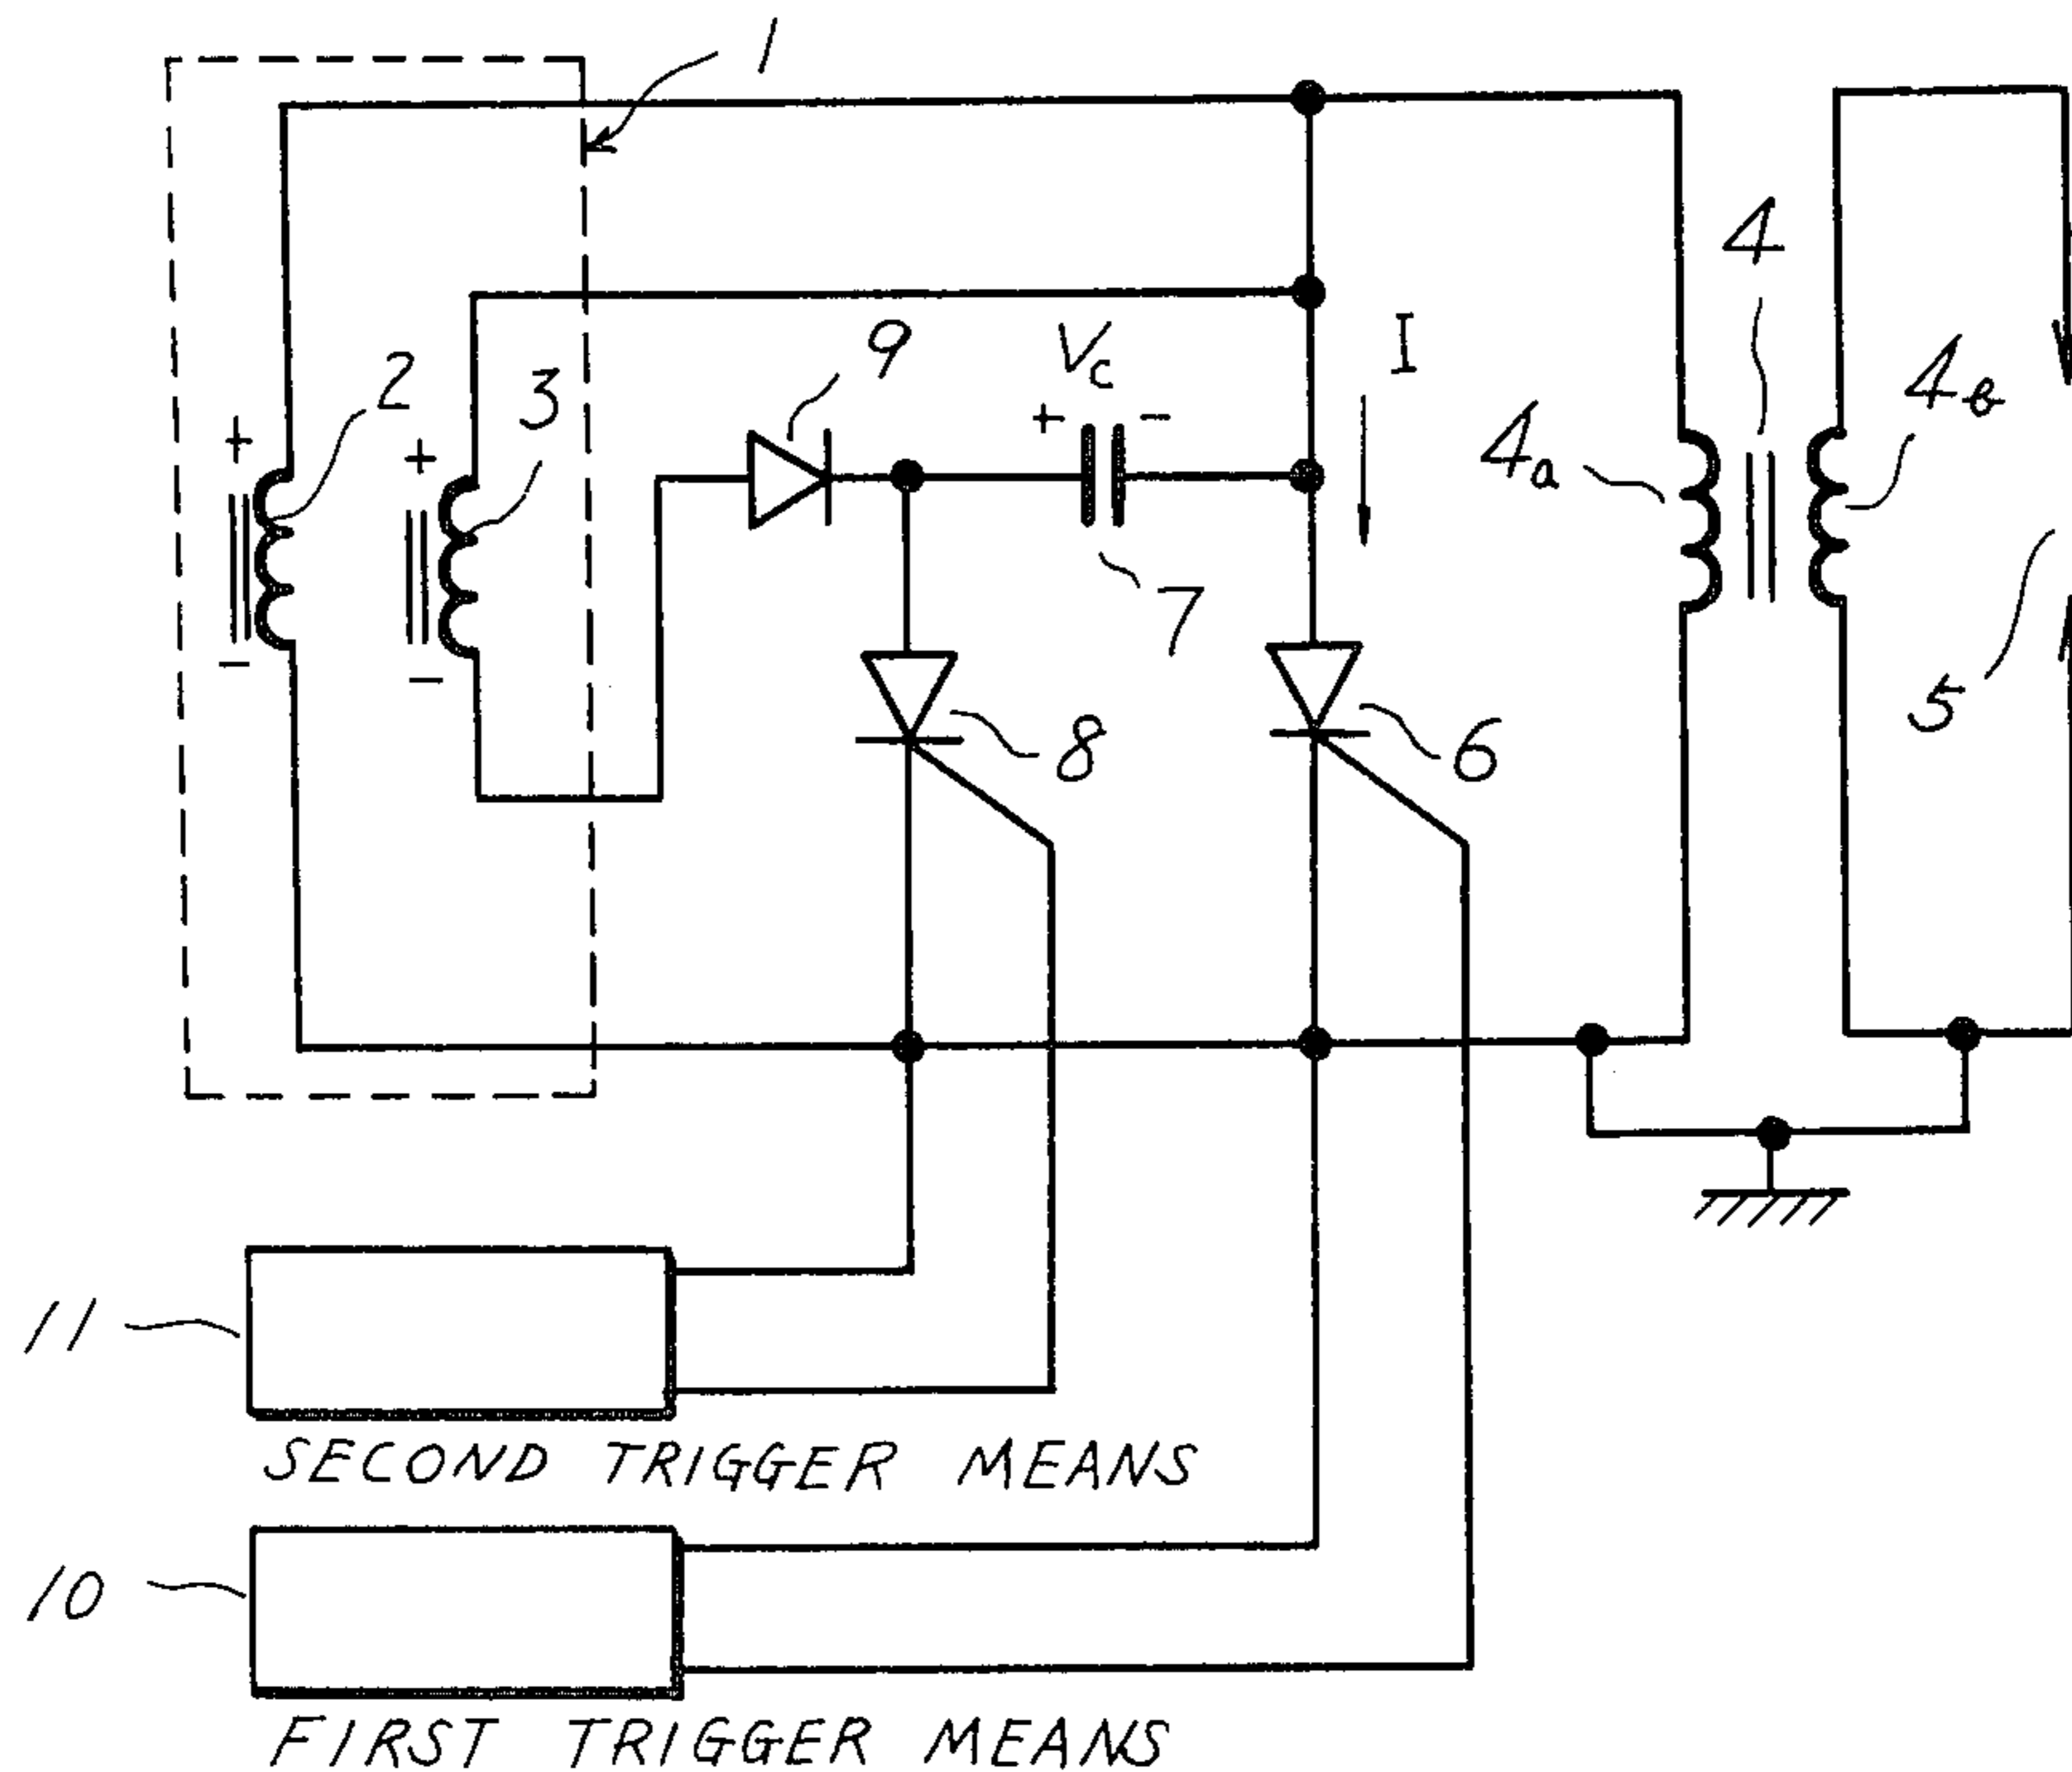 1
4
2
3
9
Vc
+ -
I
4a
4b
+
+
-
-
7
5
8
6
11
SECOND TRIGGER MEANS
10
FIRST TRIGGER MEANS